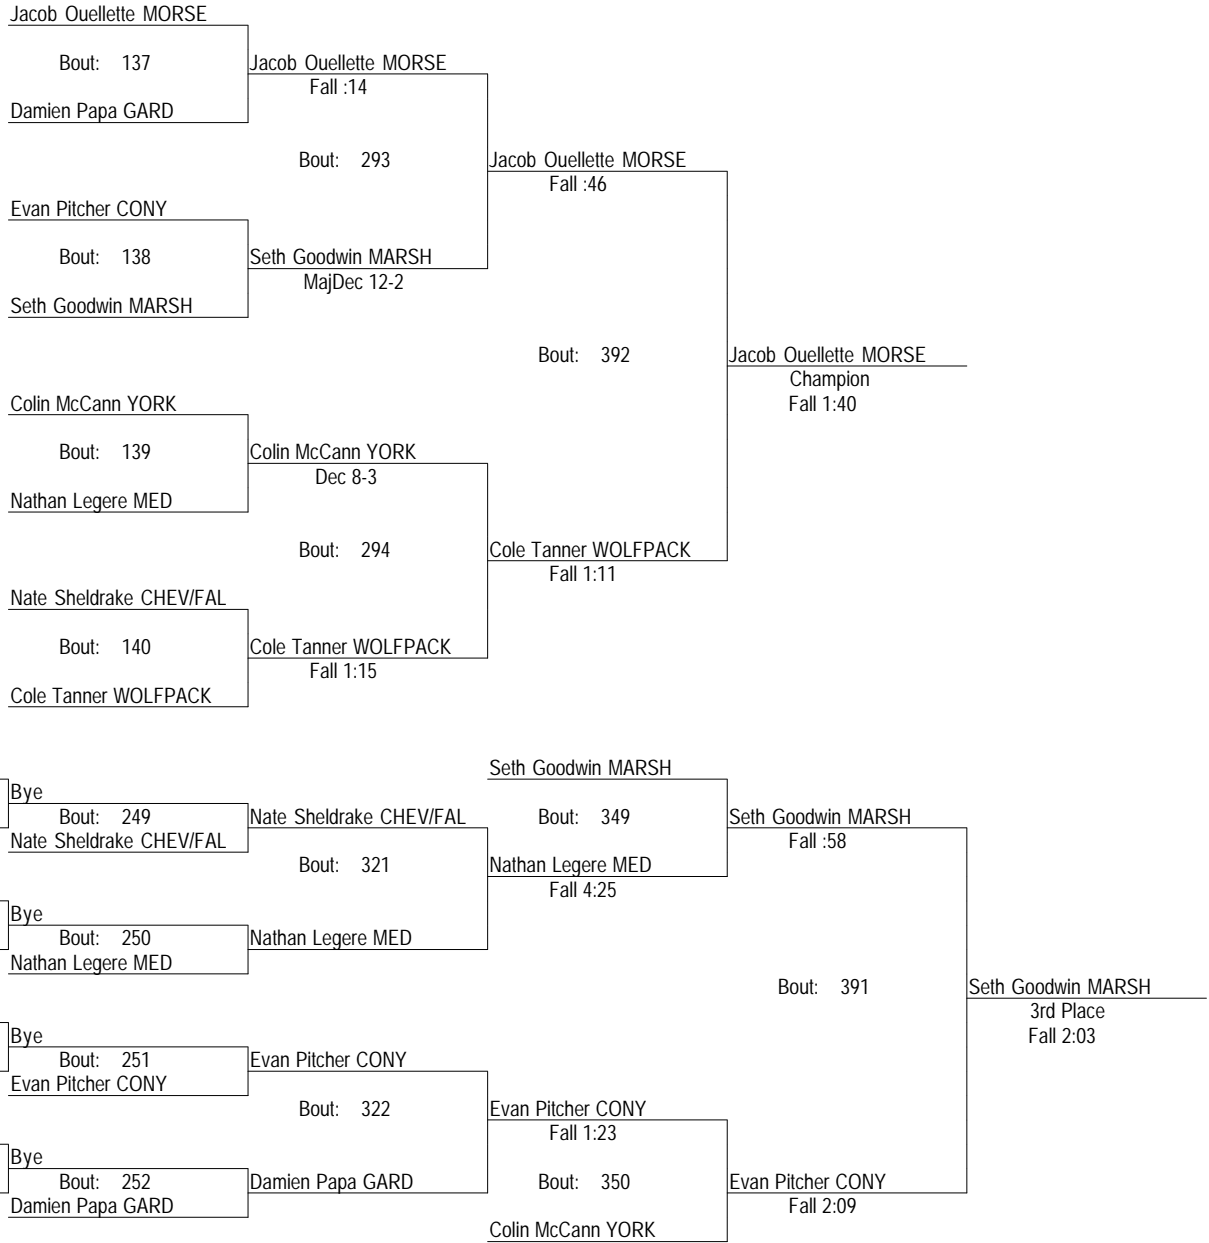 Jacob Ouellette MORSE
Bout: 137
Jacob Ouellette MORSE
Fall :14
Damien Papa GARD
Bout: 293
Jacob Ouellette MORSE
Fall :46
Evan Pitcher CONY
Bout: 138
Seth Goodwin MARSH
MajDec 12-2
Seth Goodwin MARSH
Bout: 392
Jacob Ouellette MORSE
Champion
Fall 1:40
Colin McCann YORK
Bout: 139
Colin McCann YORK
Dec 8-3
Nathan Legere MED
Bout: 294
Cole Tanner WOLFPACK
Fall 1:11
Nate Sheldrake CHEV/FAL
Bout: 140
Cole Tanner WOLFPACK
Fall 1:15
Cole Tanner WOLFPACK
Seth Goodwin MARSH
Bye
Bout: 249
Nate Sheldrake CHEV/FAL
Bout: 349
Seth Goodwin MARSH
Fall :58
Nate Sheldrake CHEV/FAL
Bout: 321
Nathan Legere MED
Fall 4:25
Bye
Bout: 250
Nathan Legere MED
Nathan Legere MED
Bout: 391
Seth Goodwin MARSH
3rd Place
Fall 2:03
Bye
Bout: 251
Evan Pitcher CONY
Evan Pitcher CONY
Bout: 322
Evan Pitcher CONY
Fall 1:23
Bye
Bout: 252
Damien Papa GARD
Bout: 350
Evan Pitcher CONY
Fall 2:09
Damien Papa GARD
Colin McCann YORK